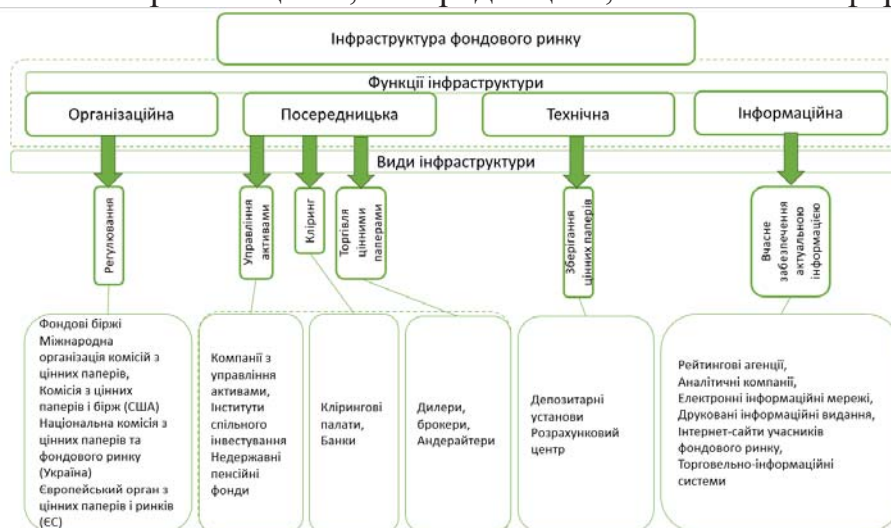 Інфраструктура фондового ринку
Функції інфраструктури
Організаційна
Посередницька
Технічна
Інформаційна
Види інфраструктури
Регулювання
Управління
активами
Кліринг
Торгівля
цінними
паперами
Зберігання
цінних паперів
Вчасне
забезпечення
актуальною
інформацією
Фондові біржі
Міжнародна
організація комісій з
цінних паперів,
Комісія з цінних
паперів і бірж (США)
Національна комісія з
цінних паперів та
фондового ринку
(Україна)
Європейський орган з
цінних паперів і ринків
(ЄС)
Компанії з
управління
активами,
Інститути
спільного
інвестування
Недержавні
пенсійні
фонди
Клірингові
палати,
Банки
Дилери,
брокери,
Андерайтери
Депозитарні
установи
Розрахунковий
центр
Рейтингові агенції,
Аналітичні компанії,
Електронні інформаційні мережі,
Друковані інформаційні видання,
Інтернет-сайти учасників
фондового ринку,
Торговельно-інформаційні
системи